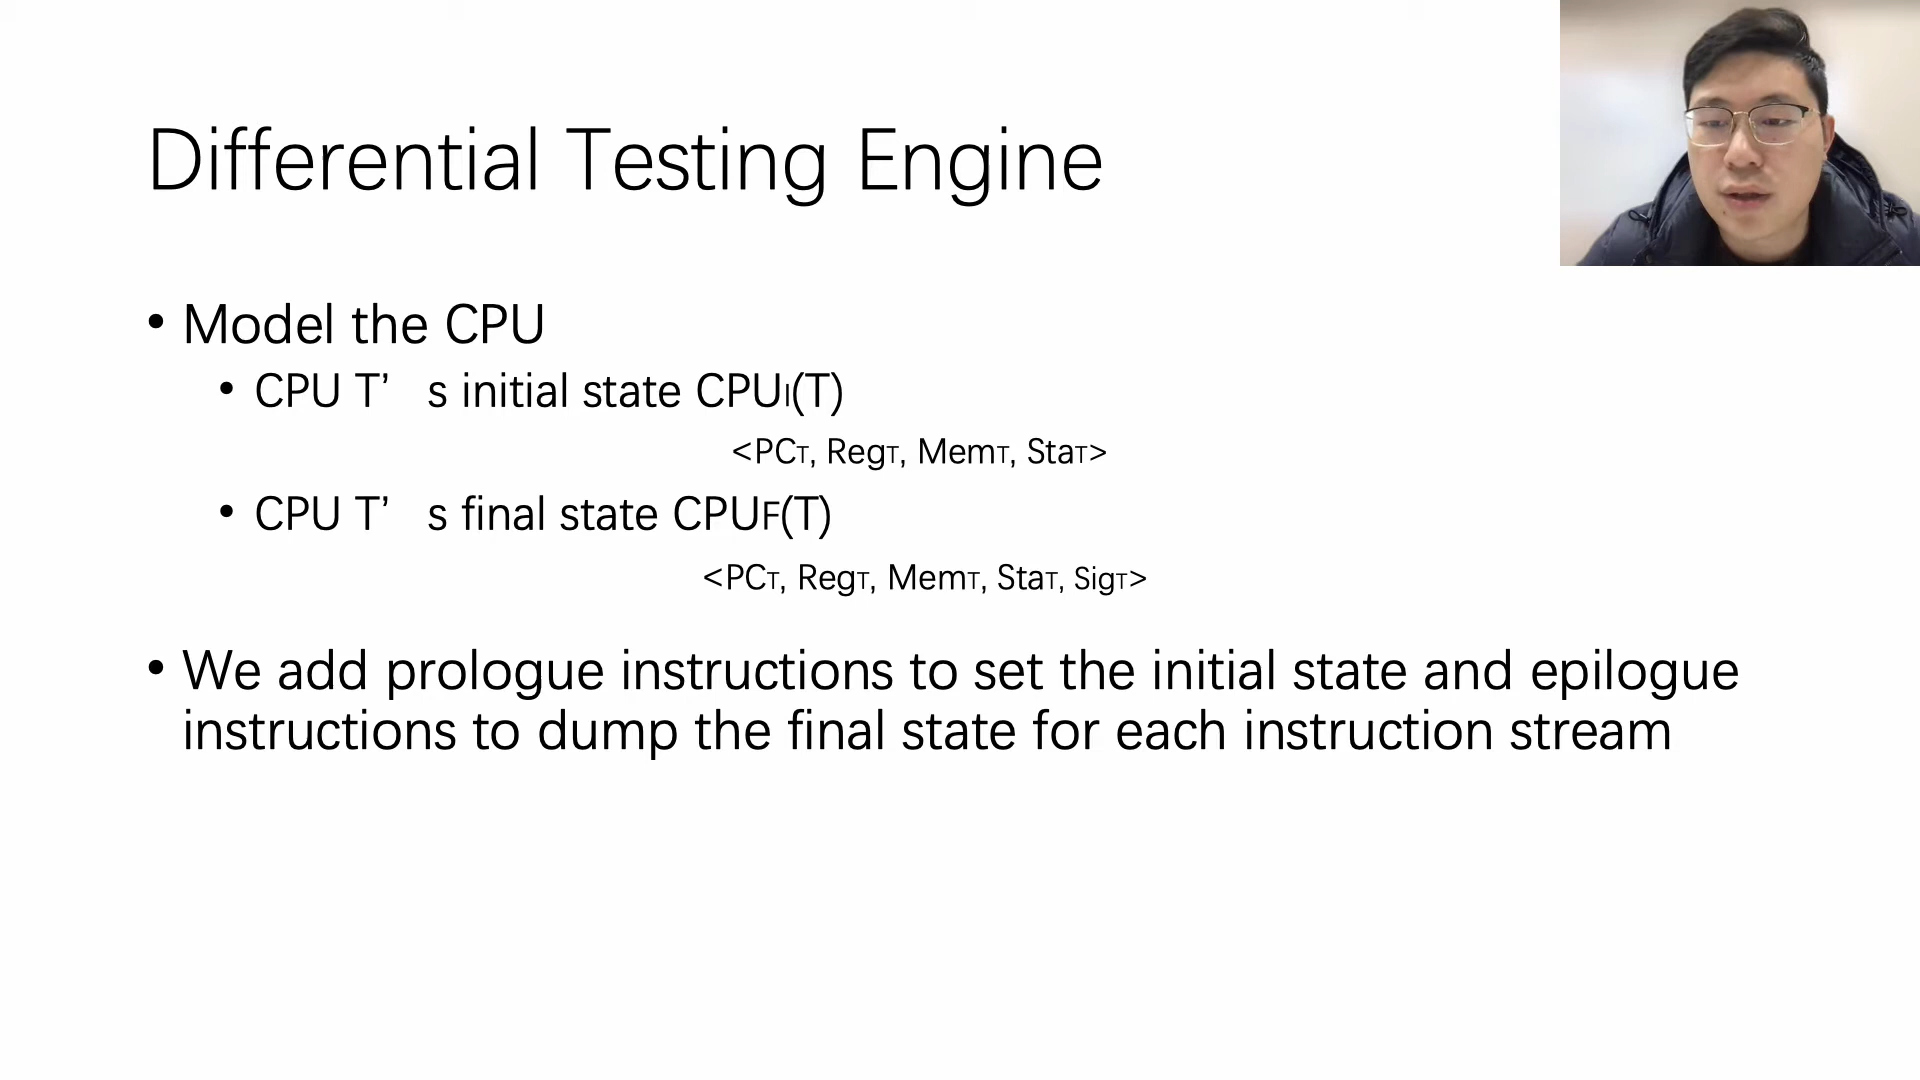 Differential Testing Engine
• Model the CPU
• CPU T’ s initial state CPUI(T)
<PCT, RegT, MemT, StaT>
• CPU T’ s final state CPUF(T)
<PCT, RegT, MemT, StaT, SigT>
• We add prologue instructions to set the initial state and epilogue
instructions to dump the final state for each instruction stream